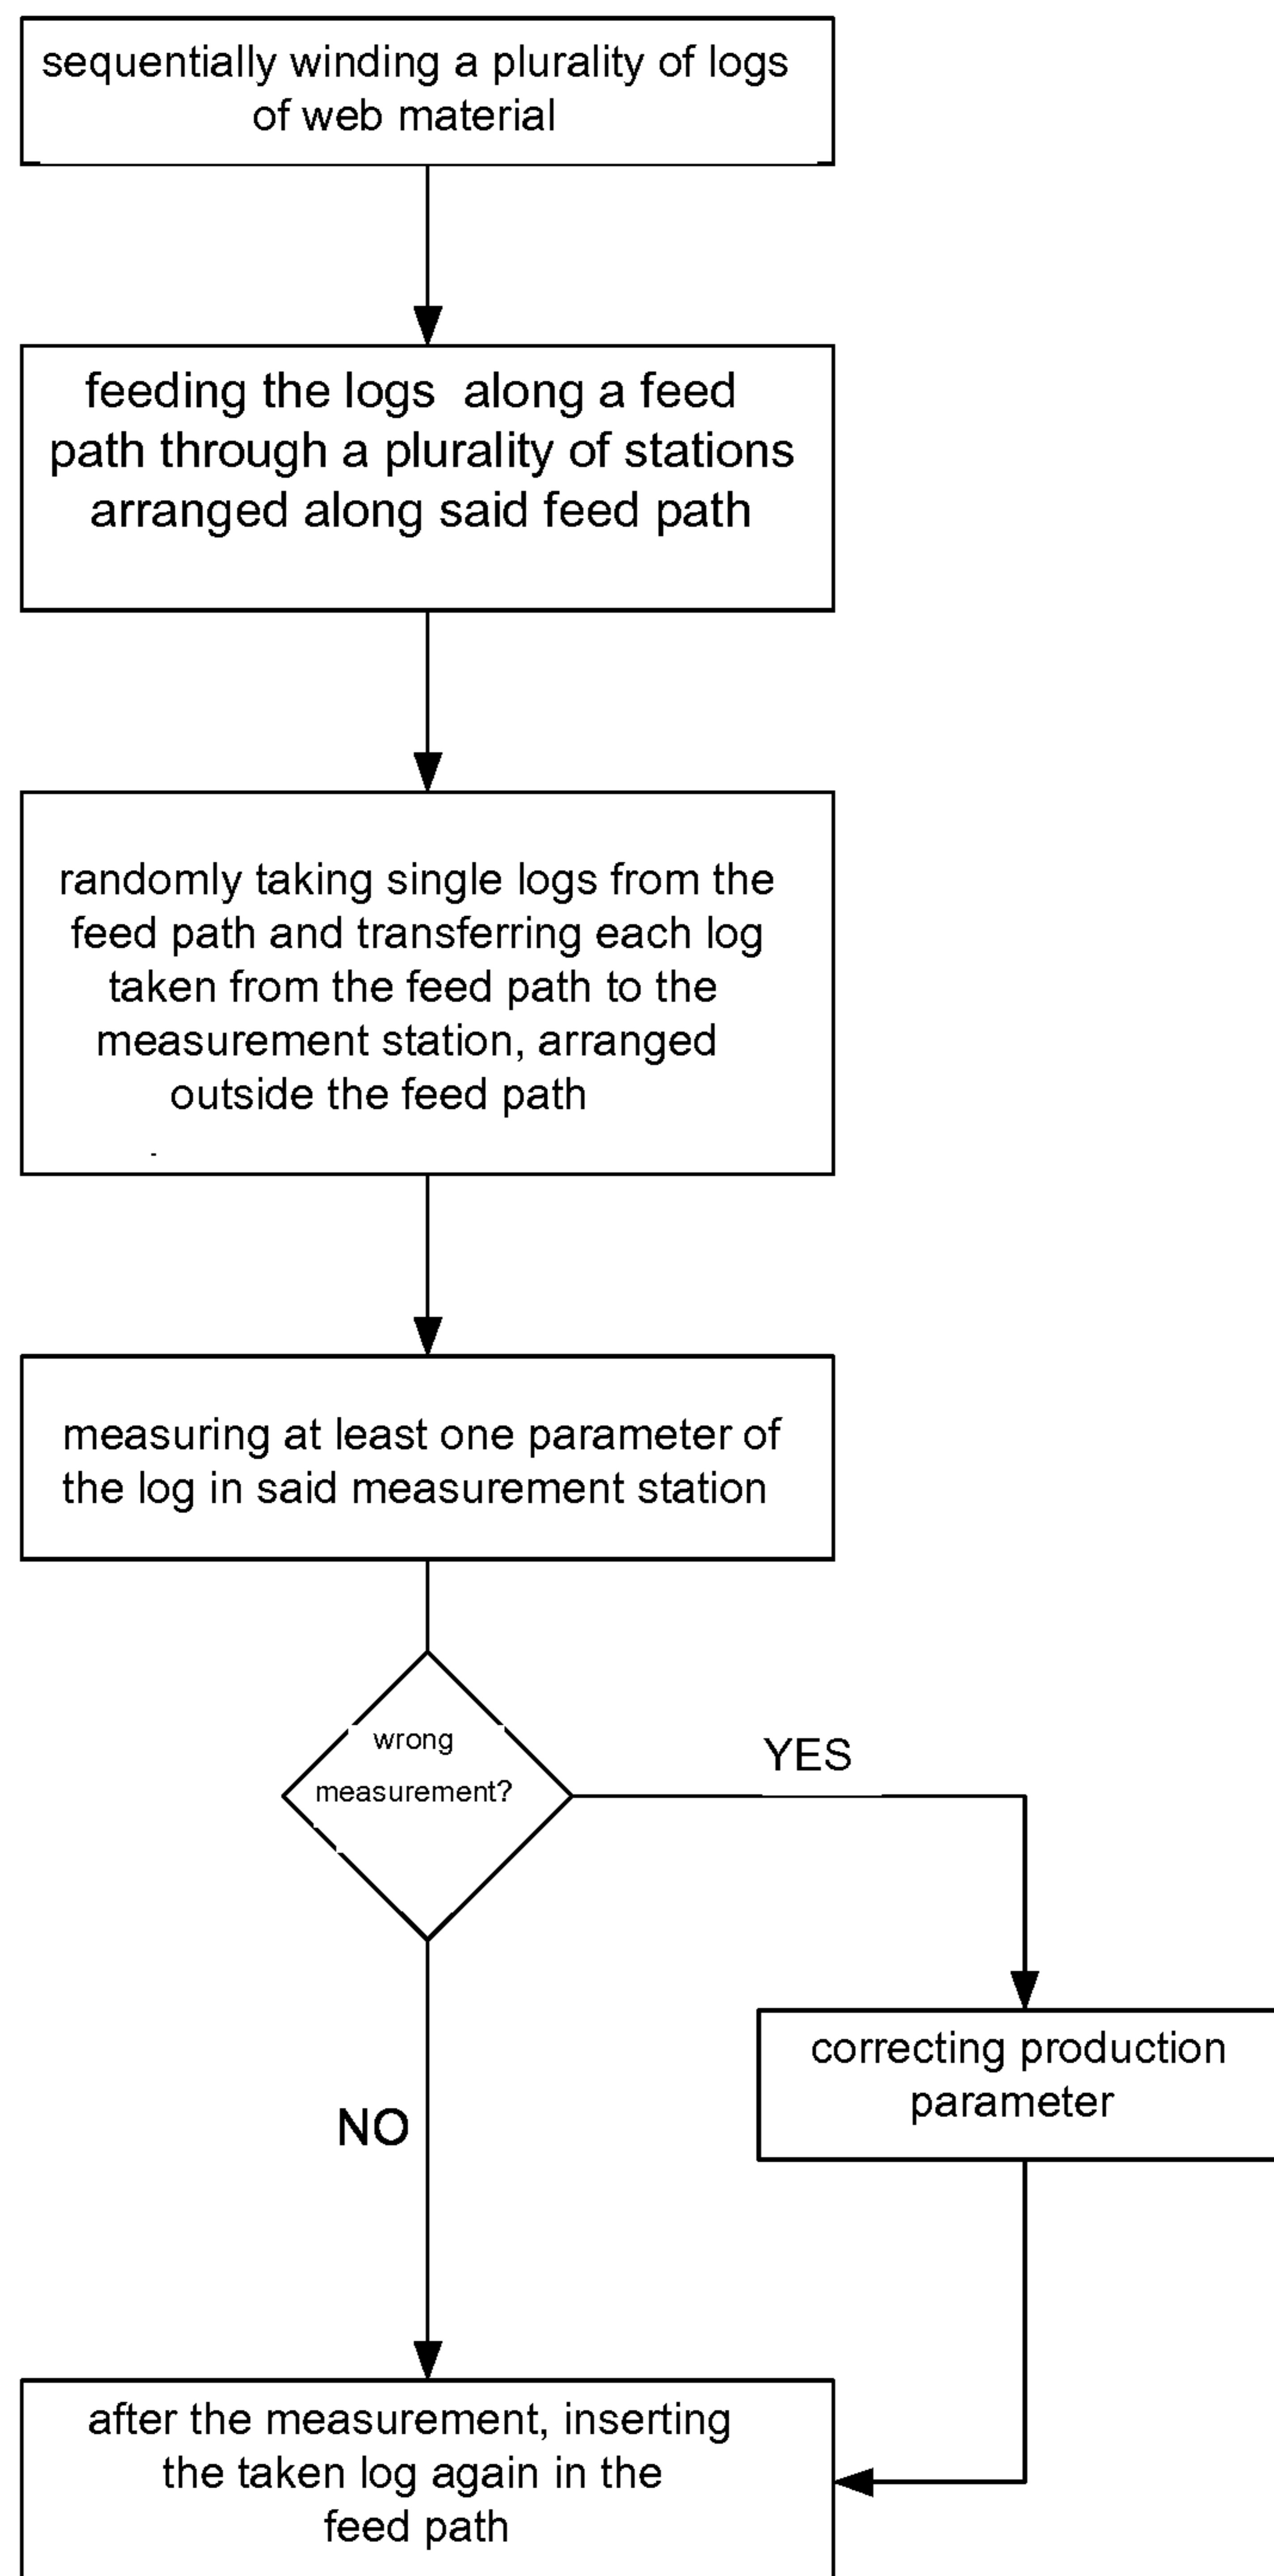 sequentially winding a plurality of logs
of web material
feeding the logs along a feed
path through a plurality of stations
arranged along said feed path
randomly taking single logs from the
feed path and transferring each log
taken from the feed path to the
measurement station, arranged
outside the feed path
measuring at least one parameter of
the log in said measurement station
wrong
measurement?
YES
correcting production
parameter
NO
after the measurement, inserting
the taken log again in the
feed path